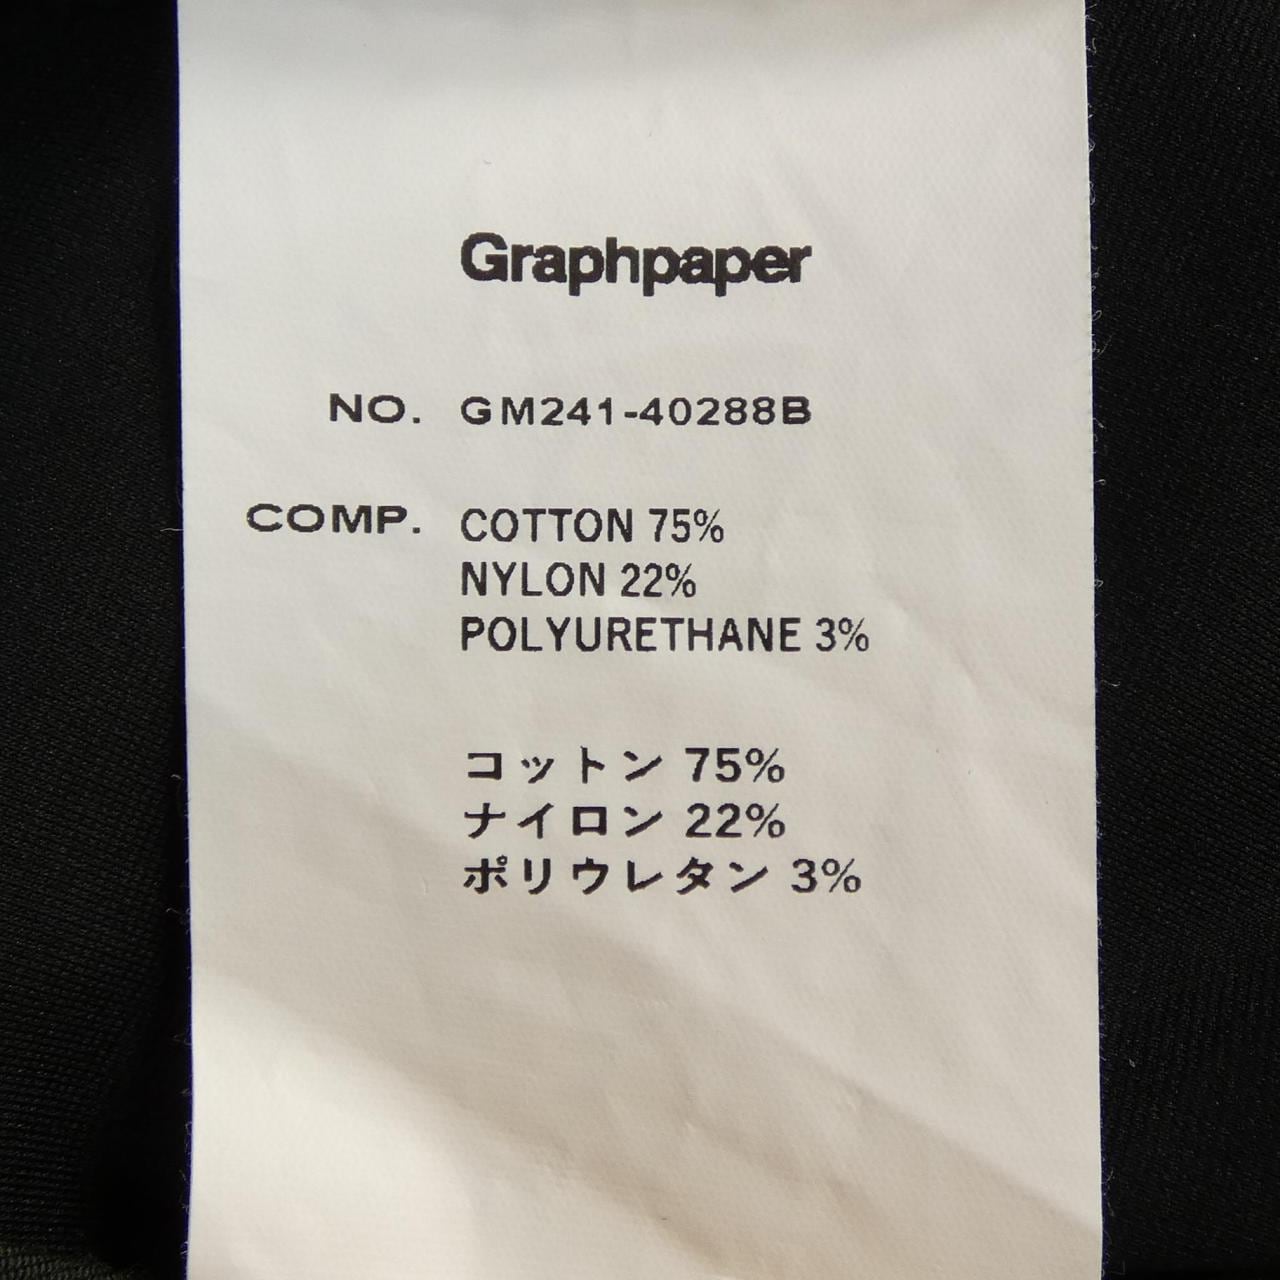 Graphpaper
NO. GM241-40288B
COMP. COTTON 75%
NYLON 22%
POLYURETHANE 3%
コットン 75%
ナイロン 22%
ポリウレタン 3%